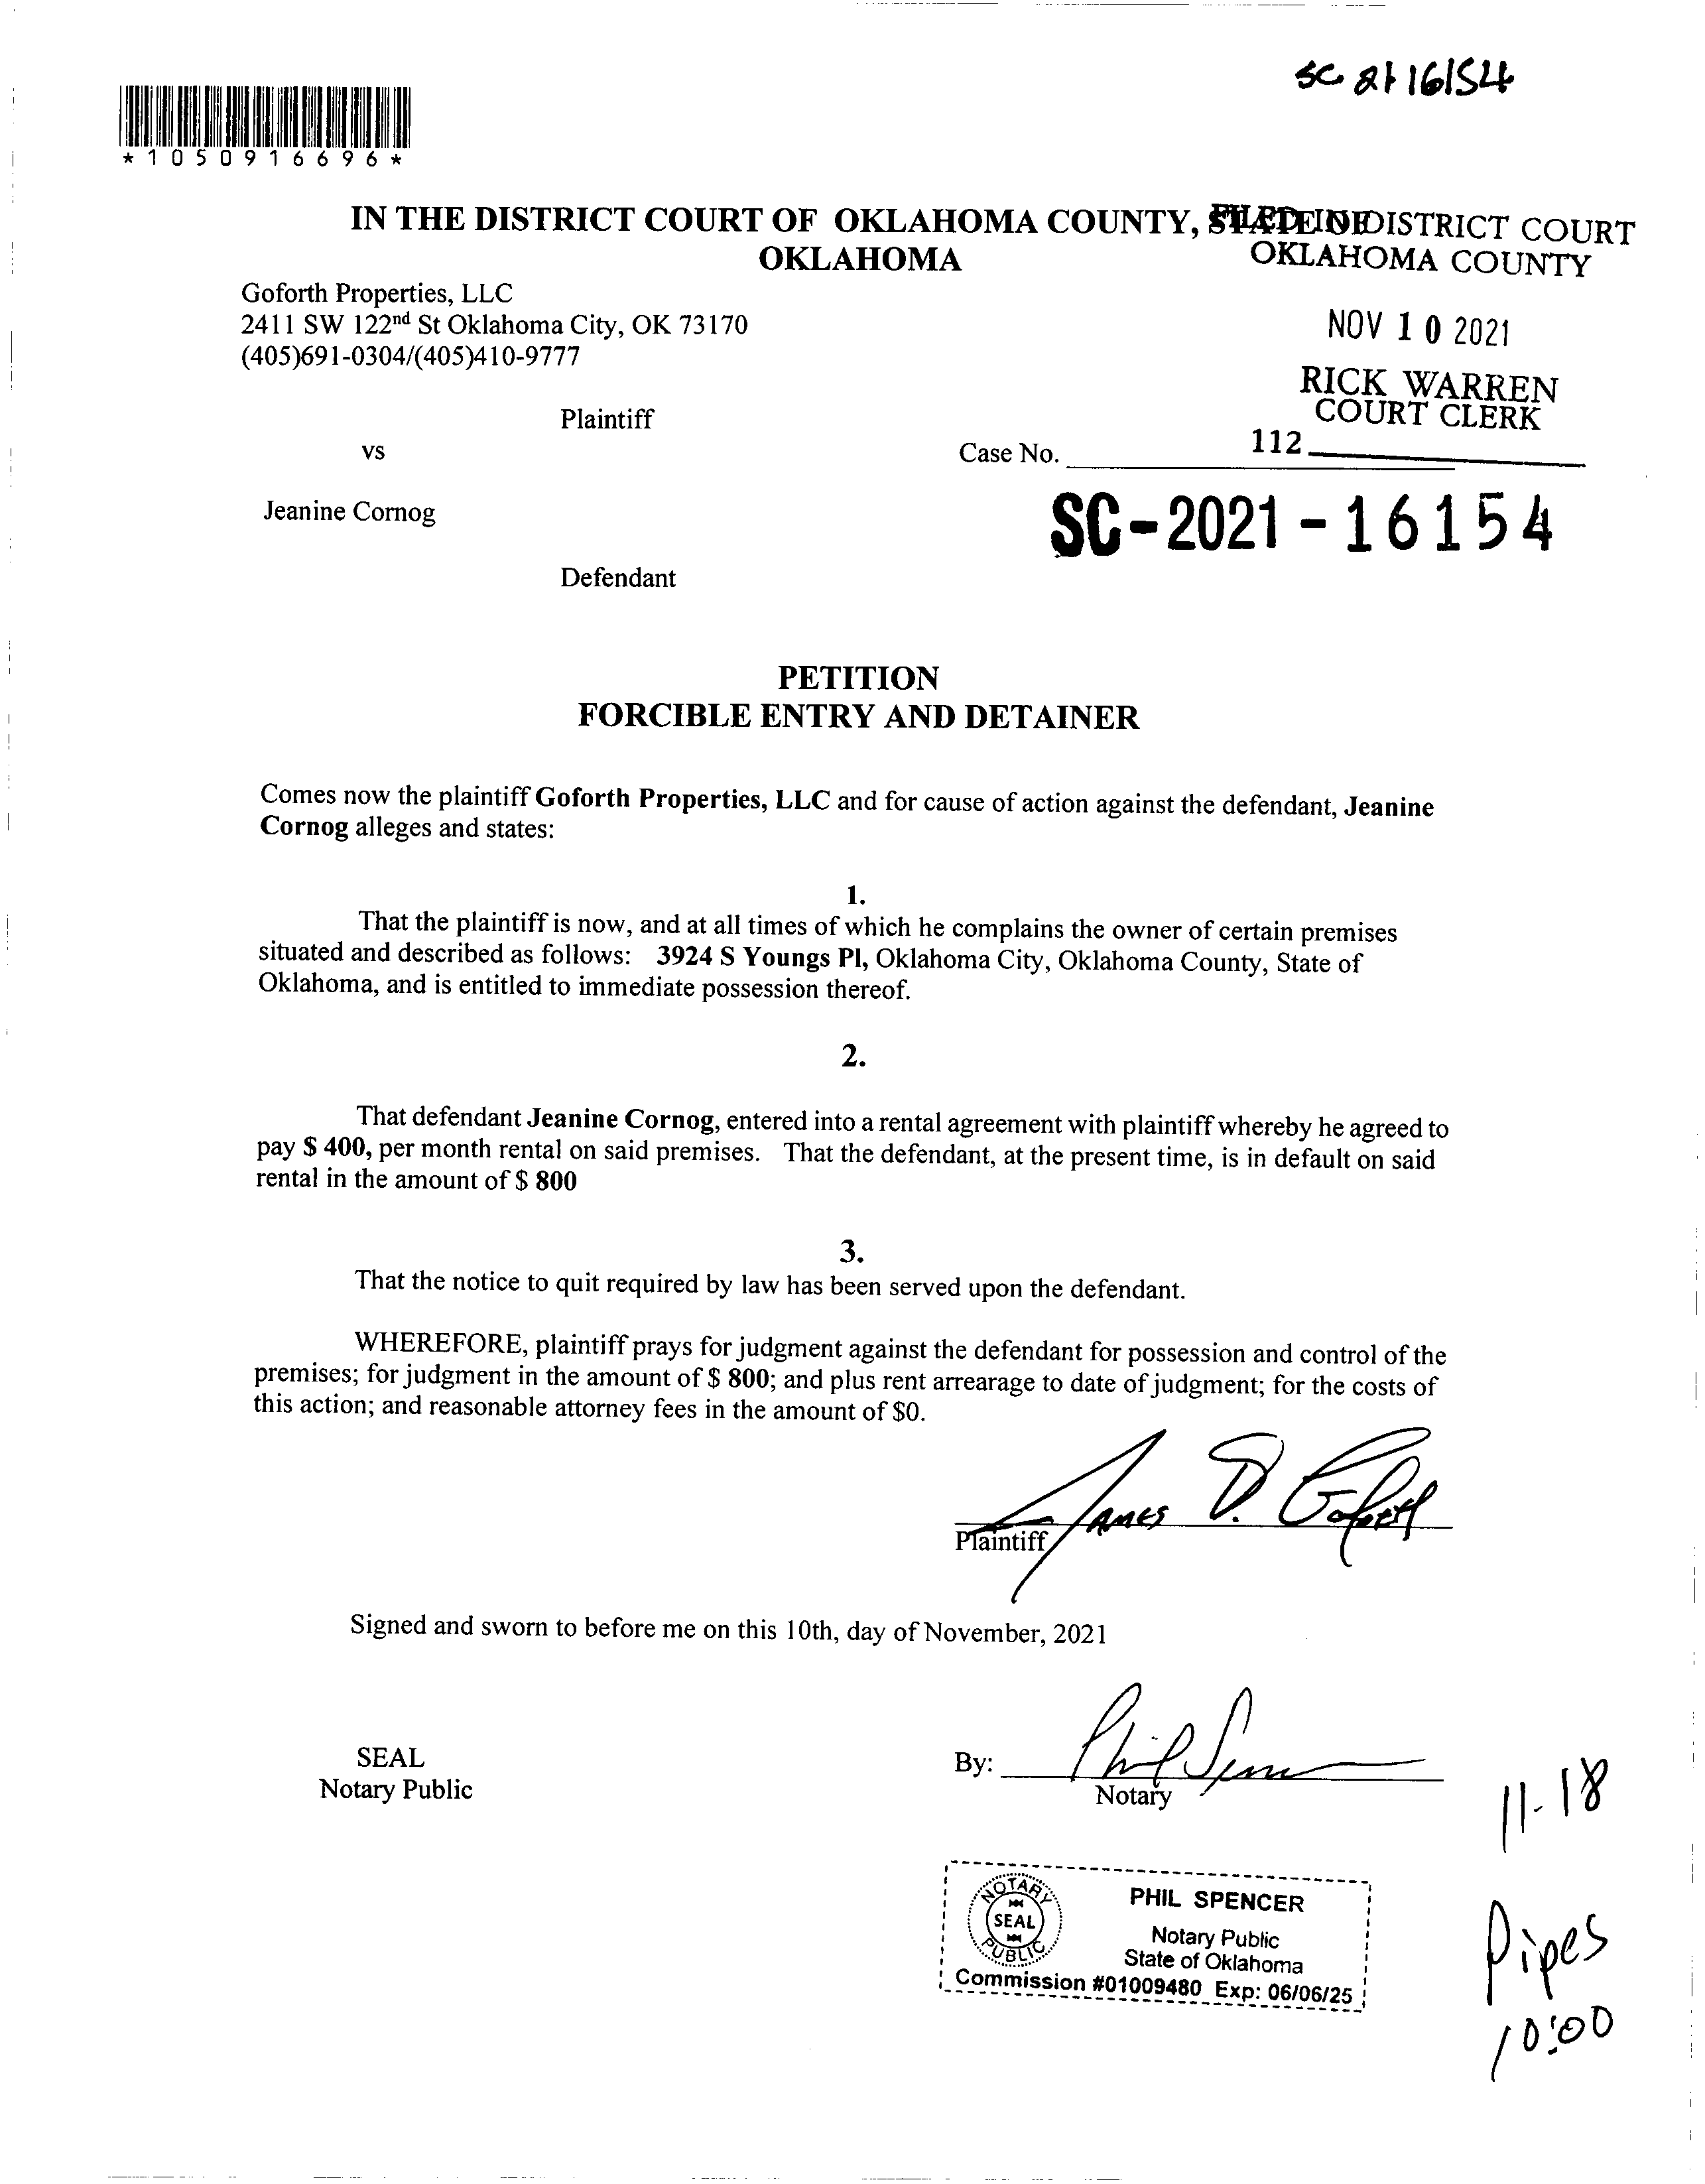 SC 21 16154
*1050916696*
IN THE DISTRICT COURT OF OKLAHOMA COUNTY, STATE OF
OKLAHOMA
FILED IN DISTRICT COURT
OKLAHOMA COUNTY
NOV 10 2021
RICK WARREN
COURT CLERK
112
Goforth Properties, LLC
2411 SW 122nd St Oklahoma City, OK 73170
(405)691-0304/(405)410-9777
Plaintiff
vs
Case No.
SC-2021-16154
Jeanine Cornog
Defendant
PETITION
FORCIBLE ENTRY AND DETAINER
Comes now the plaintiff Goforth Properties, LLC and for cause of action against the defendant, Jeanine
Cornog alleges and states:
1.
That the plaintiff is now, and at all times of which he complains the owner of certain premises
situated and described as follows: 3924 S Youngs Pl, Oklahoma City, Oklahoma County, State of
Oklahoma, and is entitled to immediate possession thereof.
2.
That defendant Jeanine Cornog, entered into a rental agreement with plaintiff whereby he agreed to
pay $ 400, per month rental on said premises. That the defendant, at the present time, is in default on said
rental in the amount of $ 800
3.
That the notice to quit required by law has been served upon the defendant.
WHEREFORE, plaintiff prays for judgment against the defendant for possession and control of the
premises; for judgment in the amount of $ 800; and plus rent arrearage to date of judgment; for the costs of
this action; and reasonable attorney fees in the amount of $0.
James D. Goforth
Plaintiff
Signed and sworn to before me on this 10th, day of November, 2021
SEAL
Notary Public
By: Phil Spencer
Notary
NOTARY
SEAL
PUBLIC
PHIL SPENCER
Notary Public
State of Oklahoma
Commission #01009480 Exp: 06/06/25
11-18
Pipes
10:00